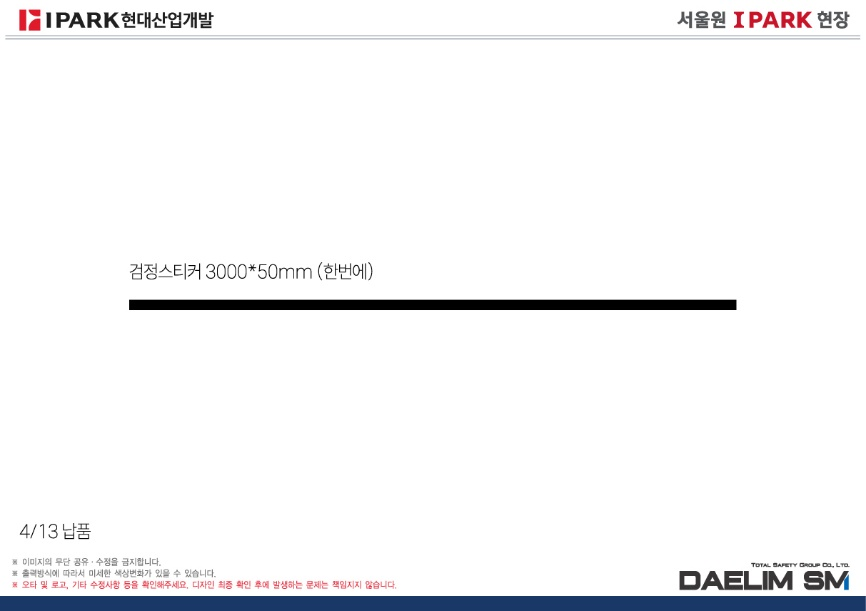 IPARK현대산업개발
서울원 IPARK 현장
검정스티커 3000*50mm (한번에)
4/13 납품
※ 이미지의 무단 공유·수정을 금지합니다.
※ 출력방식에 따라서 미세한 색상변화가 있을 수 있습니다.
※ 오타 및 로고, 기타 수정사항 등을 확인해주세요. 디자인 최종 확인 후에 발생하는 문제는 책임지지 않습니다.
TOTAL SAFETY GROUP CO., LTD.
DAELIM SM